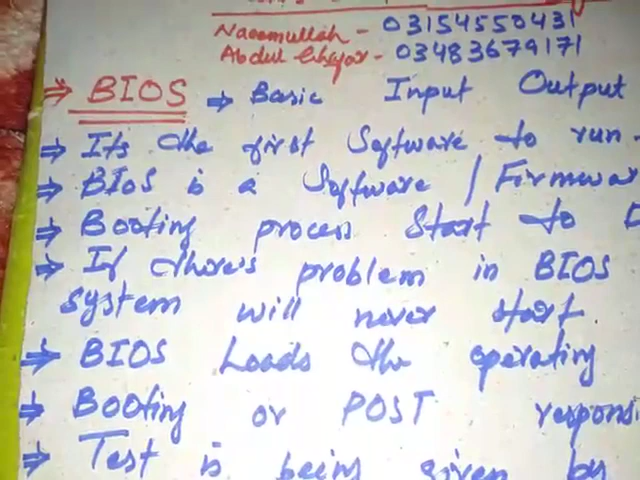 Naeemullah - 03154550431
Abdul Ghafar - 03483679171
⇒ BIOS ⇒ Basic Input Output
⇒ Its the first Software to run
⇒ BIOS is a Software / Firmwar
⇒ Booting process Start to
⇒ If there's problem in BIOS
System will never start
⇒ BIOS Loads the operating
⇒ Booting or POST responsi
⇒ Test is being given by